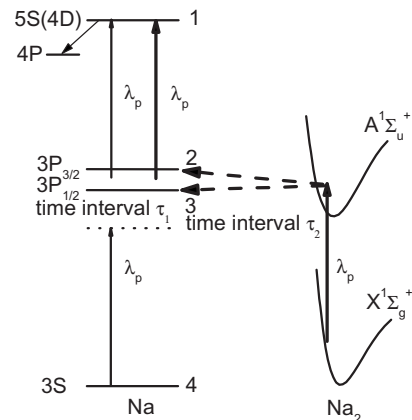 5S(4D) 1
4P
λp λp
3P3/2 2
3P1/2 3
A¹Σu⁺
time interval τ1
time interval τ2
λp λp
X¹Σg⁺
3S 4
Na Na2